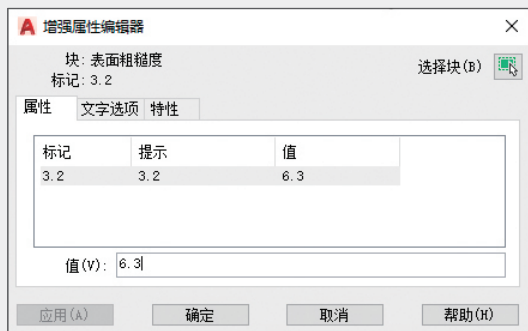 A 增强属性编辑器
块: 表面粗糙度
标记: 3.2
选择块(B)
属性 文字选项 特性
标记 提示 值
3.2 3.2 6.3
值(V): 6.3
应用(A) 确定 取消 帮助(H)